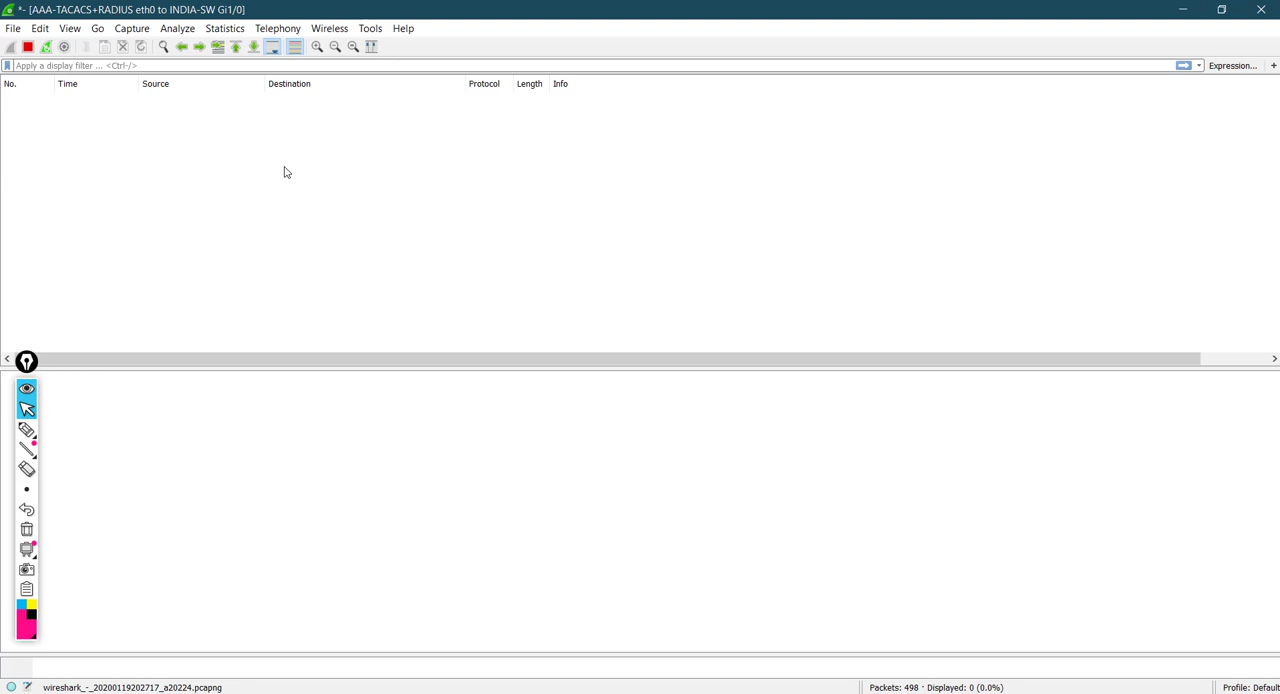 *- [AAA-TACACS+RADIUS eth0 to INDIA-SW Gi1/0]
File Edit View Go Capture Analyze Statistics Telephony Wireless Tools Help
Apply a display filter ... <Ctrl-/> Expression... +
No. Time Source Destination Protocol Length Info
wireshark_-_20200119202717_a20224.pcapng Packets: 498 · Displayed: 0 (0.0%) Profile: Default